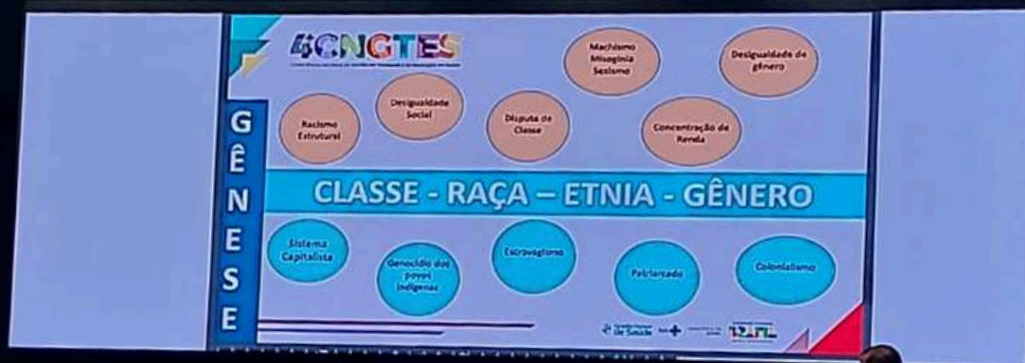 4CNGTES
GÊNESE
Racismo
Estrutural
Desigualdade
Social
Disputa de
Classe
Machismo
Misoginia
Sexismo
Concentração de
Renda
Desigualdade de
gênero
CLASSE - RAÇA – ETNIA - GÊNERO
Sistema
Capitalista
Genocídio dos
povos
indígenas
Escravagismo
Patriarcado
Colonialismo